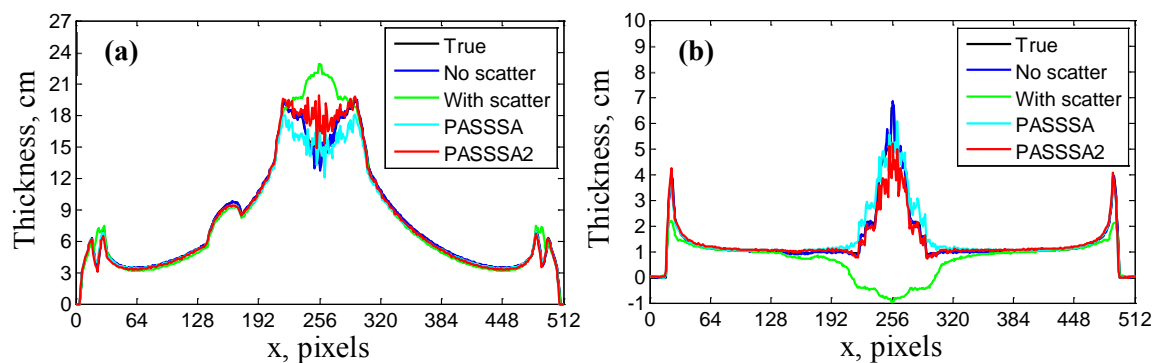 27
24
21
18
15
12
9
6
3
0
Thickness, cm
(a)
True
No scatter
With scatter
PASSSA
PASSSA2
0 64 128 192 256 320 384 448 512
x, pixels
10
9
8
7
6
5
4
3
2
1
0
-1
Thickness, cm
(b)
True
No scatter
With scatter
PASSSA
PASSSA2
0 64 128 192 256 320 384 448 512
x, pixels